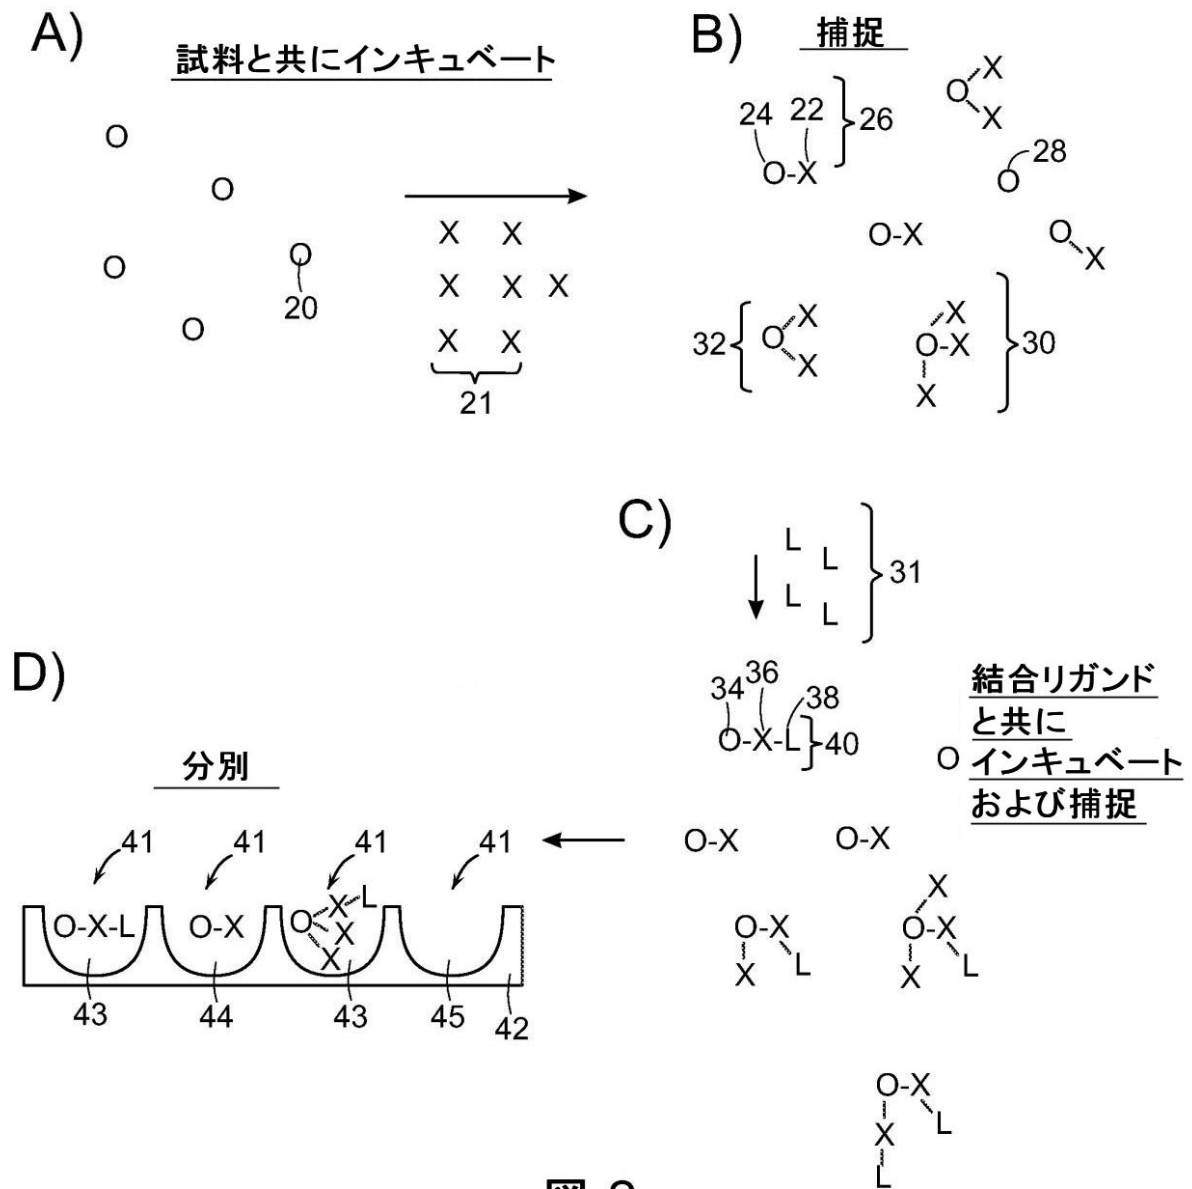 A)
試料と共にインキュベート
O
O
O
O
O
20
X X
X X X
X X
21
B)
捕捉
24 22 26
O-X
O X X
28
O
O-X
O X
32 O X X
O-X X X 30
C)
L L
L L
31
34 36 38
O-X-L 40
O
結合リガンド
と共に
インキュベート
および捕捉
O-X O-X
O-X X L
X O-X X L
O-X X L L
D)
分別
41 41 41 41
O-X-L O-X O X L X X
43 44 43 45 42